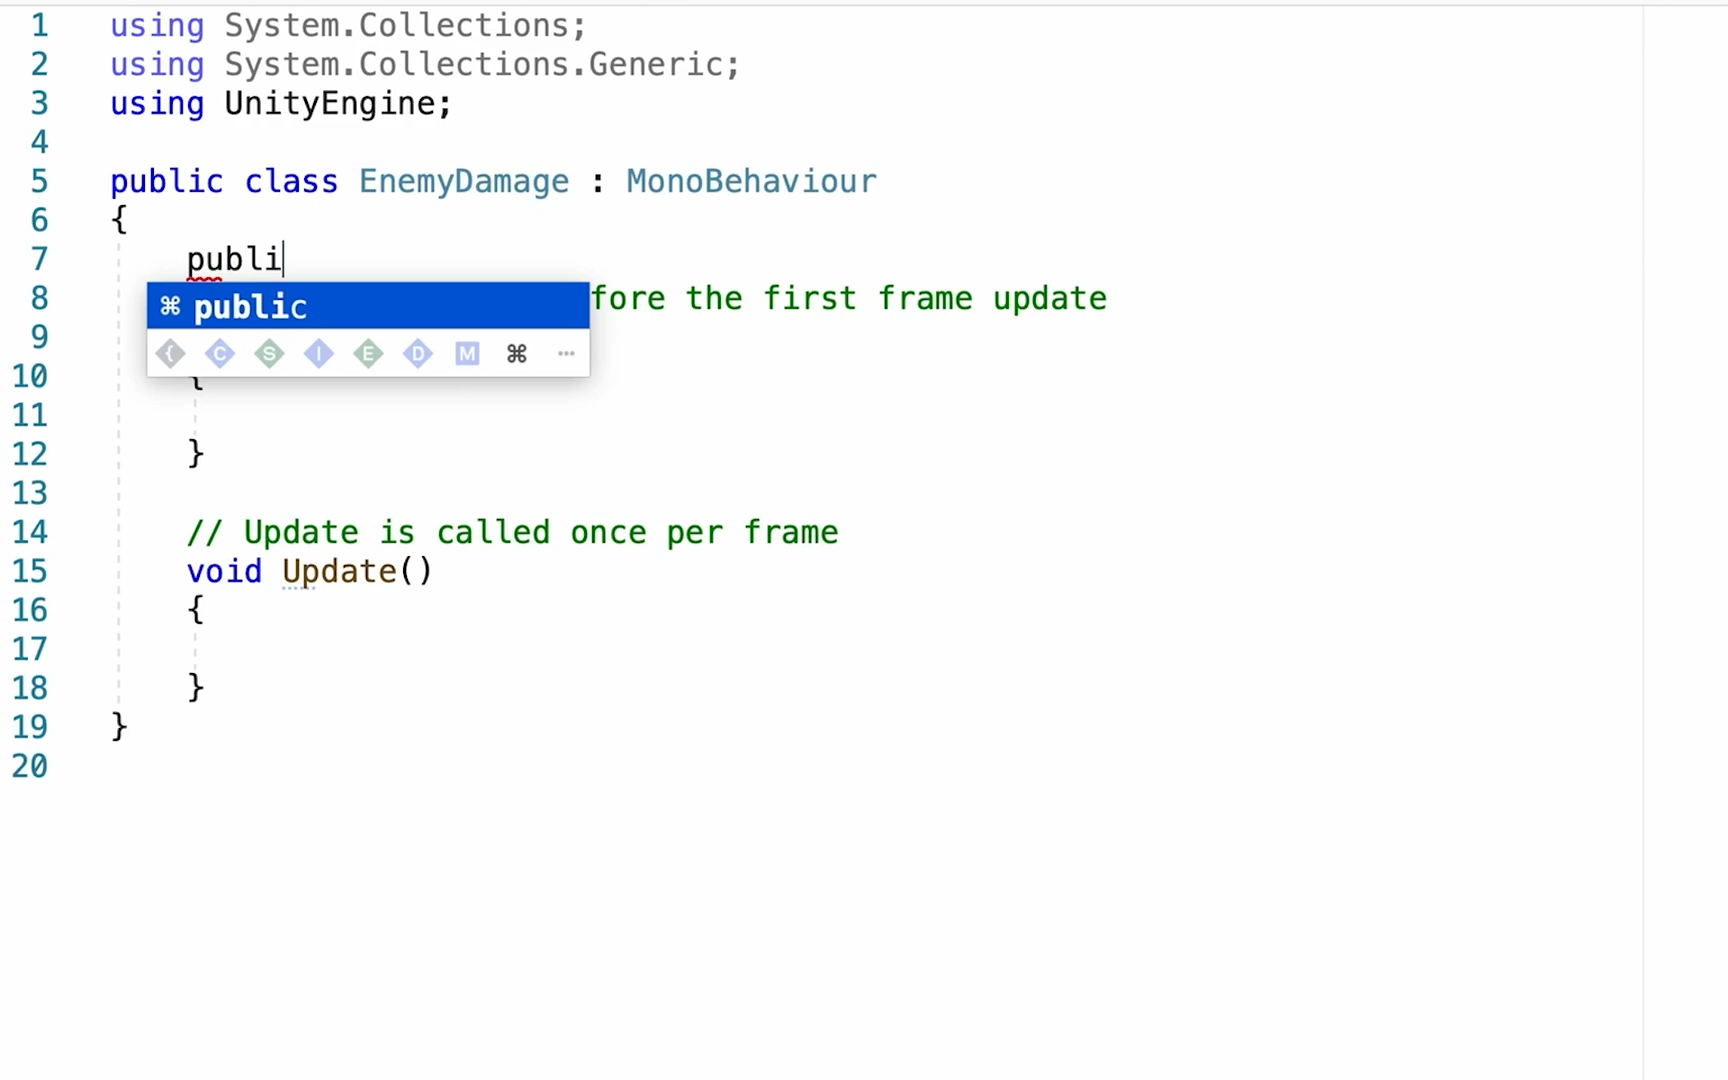 1 using System.Collections;
2 using System.Collections.Generic;
3 using UnityEngine;
4
5 public class EnemyDamage : MonoBehaviour
6 {
7 publi
⌘ public
8 fore the first frame update
{ C S I E D M ⌘ ...
9
10 {
11
12 }
13
14 // Update is called once per frame
15 void Update()
16 {
17
18 }
19 }
20